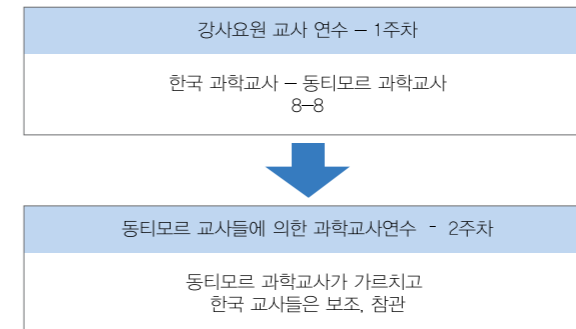 강사요원 교사 연수 – 1주차
한국 과학교사 – 동티모르 과학교사
8–8
동티모르 교사들에 의한 과학교사연수 - 2주차
동티모르 과학교사가 가르치고
한국 교사들은 보조, 참관